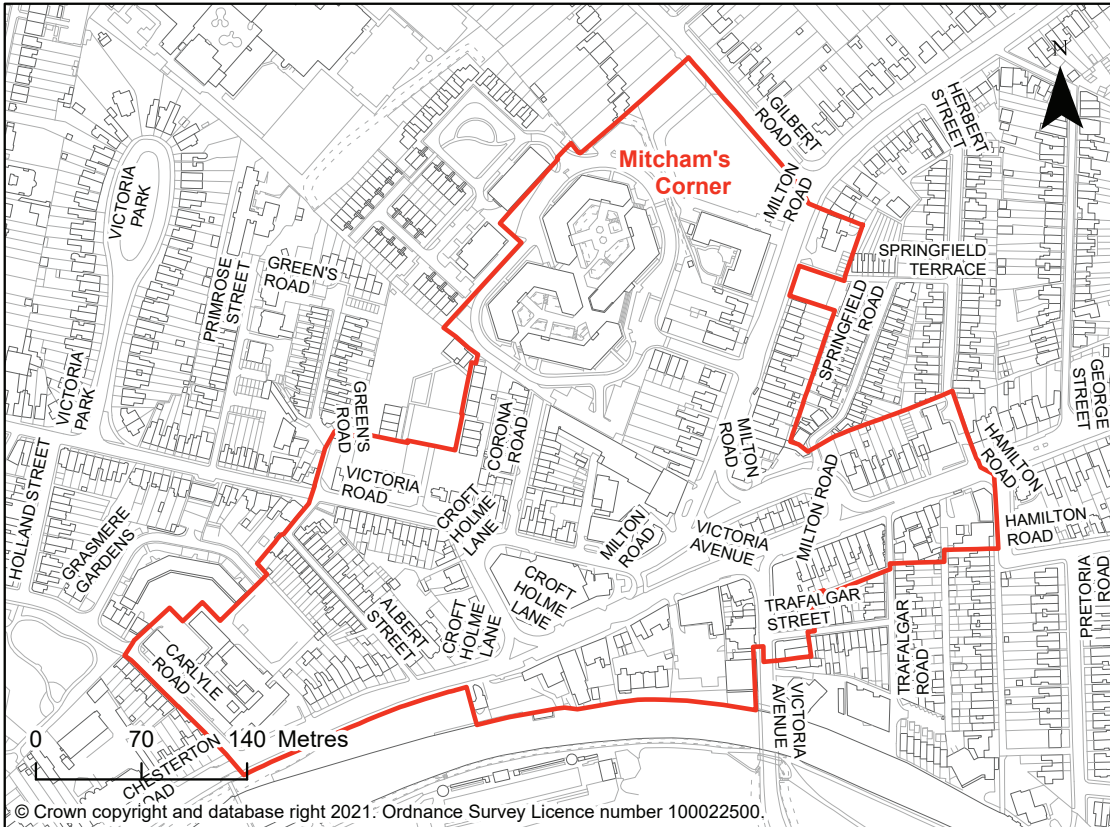 N
GILBERT
ROAD
HERBERT
STREET
Mitcham's
Corner
MILTON
ROAD
VICTORIA
PARK
SPRINGFIELD
TERRACE
GREEN'S
ROAD
PRIMROSE
STREET
SPRINGFIELD
ROAD
VICTORIA
PARK
GEORGE
STREET
GREEN'S
ROAD
CORONA
ROAD
MILTON
ROAD
HAMILTON
ROAD
HOLLAND STREET
VICTORIA
ROAD
CROFT
HOLME
LANE
MILTON ROAD
HAMILTON
ROAD
GRASMERE
GARDENS
MILTON
ROAD
VICTORIA
AVENUE
PRETORIA
ROAD
CROFT
HOLME
LANE
ALBERT
STREET
CROFT
HOLME
LANE
TRAFALGAR
STREET
TRAFALGAR
ROAD
CARLYLE
ROAD
VICTORIA
AVENUE
0 70 140 Metres
CHESTERTON
ROAD
© Crown copyright and database right 2021. Ordnance Survey Licence number 100022500.